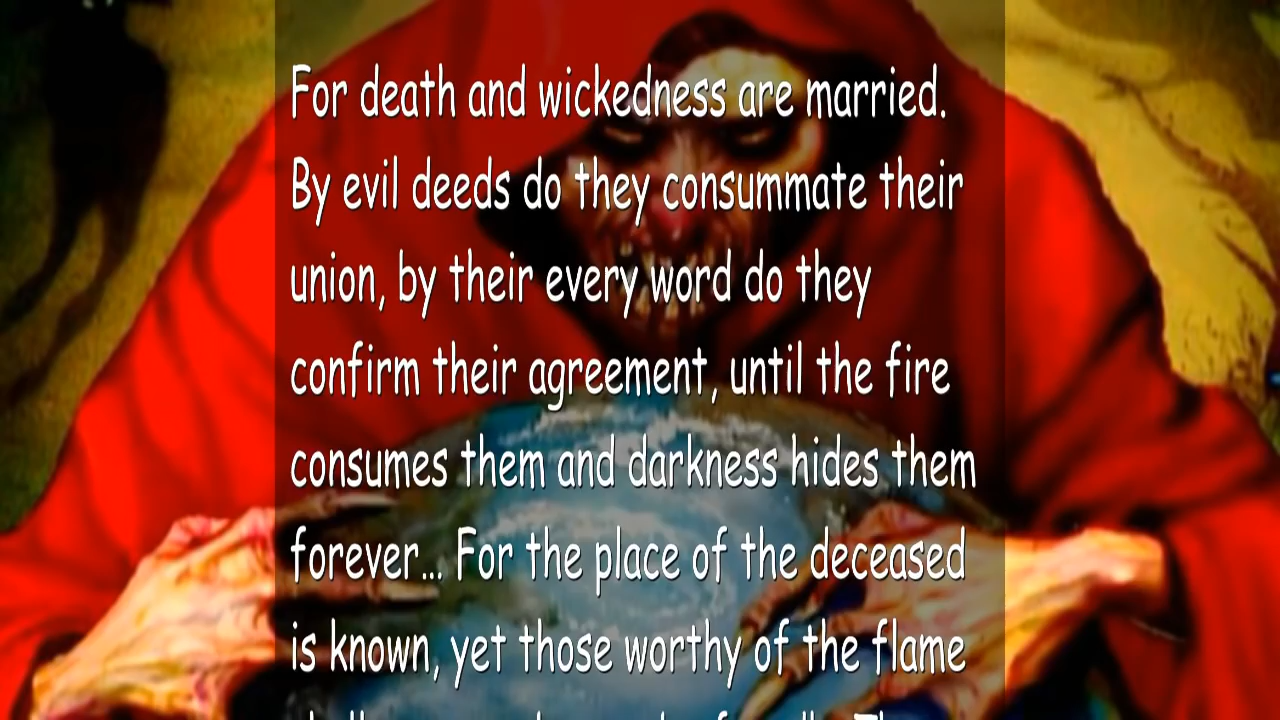 For death and wickedness are married.
By evil deeds do they consummate their
union, by their every word do they
confirm their agreement, until the fire
consumes them and darkness hides them
forever... For the place of the deceased
is known, yet those worthy of the flame